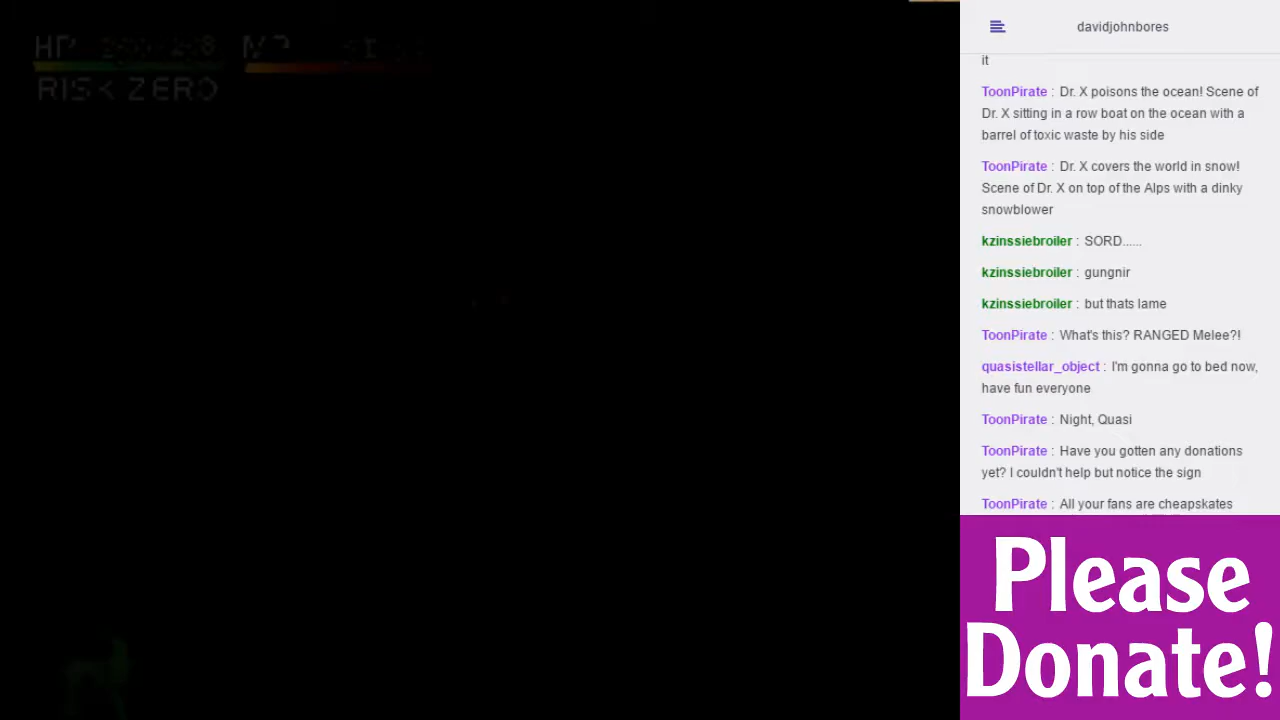 HP
MP
RISK ZERO
davidjohnbores
it
ToonPirate : Dr. X poisons the ocean! Scene of
Dr. X sitting in a row boat on the ocean with a
barrel of toxic waste by his side
ToonPirate : Dr. X covers the world in snow!
Scene of Dr. X on top of the Alps with a dinky
snowblower
kzinssiebroiler : SORD......
kzinssiebroiler : gungnir
kzinssiebroiler : but thats lame
ToonPirate : What's this? RANGED Melee?!
quasistellar_object : I'm gonna go to bed now,
have fun everyone
ToonPirate : Night, Quasi
ToonPirate : Have you gotten any donations
yet? I couldn't help but notice the sign
ToonPirate : All your fans are cheapskates
Please
Donate!